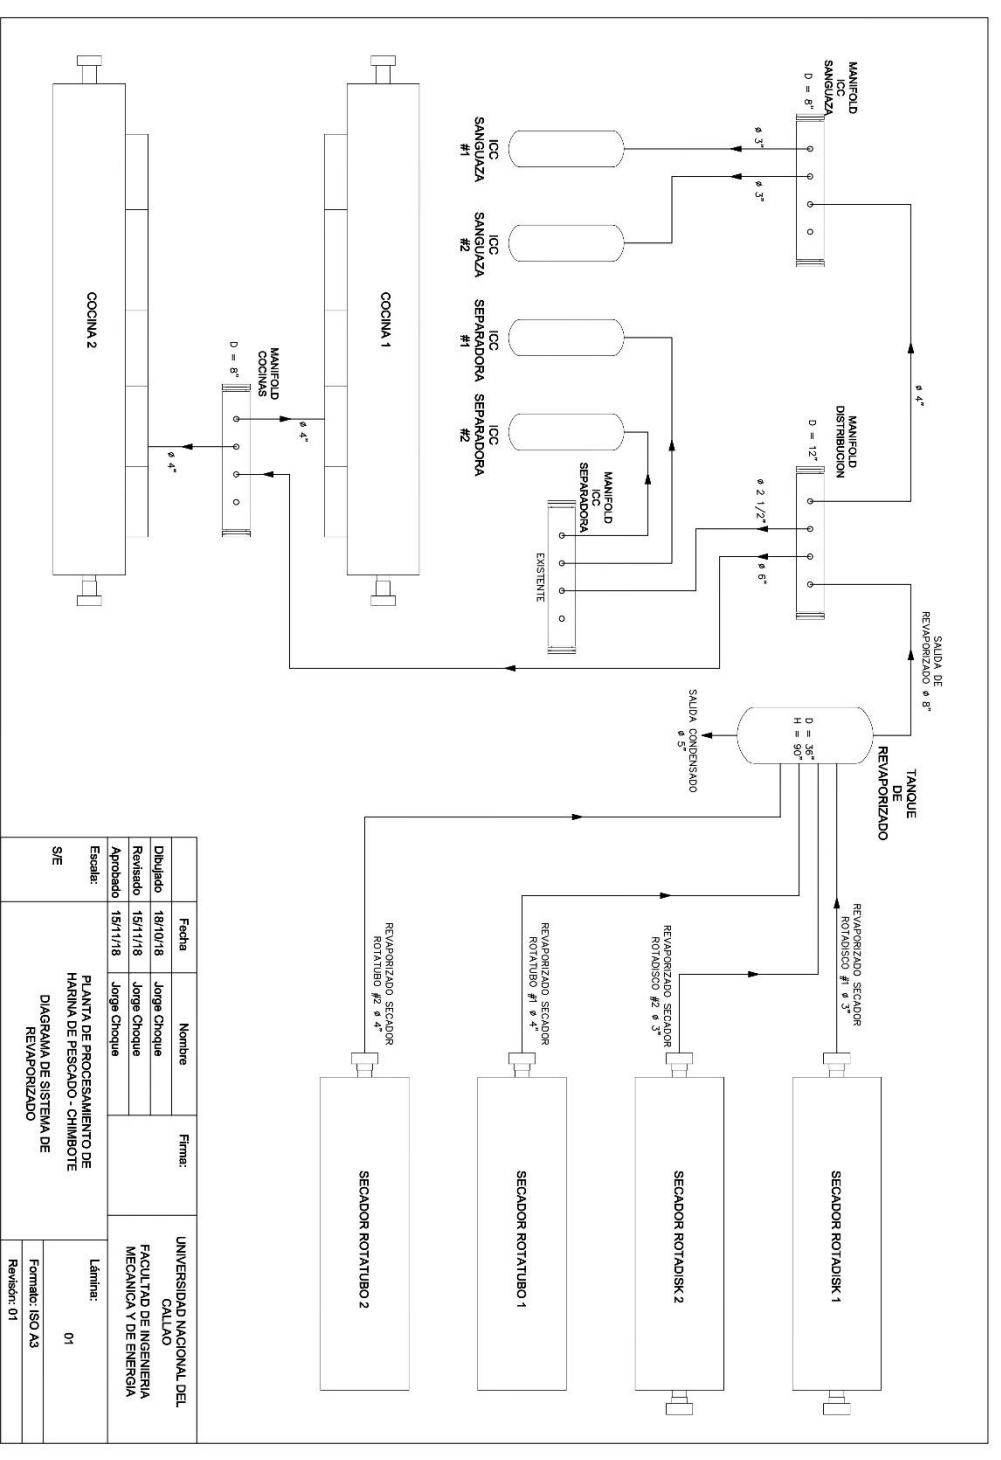 MANIFOLD
ICC
SANGUAZA
D = 8"
ø 3"
ø 3"
ICC
SANGUAZA
#1
ICC
SANGUAZA
#2
ICC
SEPARADORA
#1
ICC
SEPARADORA
#2
ø 4"
MANIFOLD
DISTRIBUCION
D = 12"
ø 2 1/2"
ø 6"
MANIFOLD
ICC
SEPARADORA
EXISTENTE
COCINA 1
COCINA 2
MANIFOLD
COCINAS
D = 8"
ø 4"
ø 4"
SALIDA DE
REVAPORIZADO ø 8"
TANQUE
DE
REVAPORIZADO
D = 36"
H = 90"
SALIDA CONDENSADO
ø 5"
REVAPORIZADO SECADOR
ROTADISCO #1 ø 3"
REVAPORIZADO SECADOR
ROTADISCO #2 ø 3"
REVAPORIZADO SECADOR
ROTATUBO #1 ø 4"
REVAPORIZADO SECADOR
ROTATUBO #2 ø 4"
SECADOR ROTADISK 1
SECADOR ROTADISK 2
SECADOR ROTATUBO 1
SECADOR ROTATUBO 2
Fecha Nombre Firma:
Dibujado 18/10/18 Jorge Choque
Revisado 15/11/18 Jorge Choque
Aprobado 15/11/18 Jorge Choque
UNIVERSIDAD NACIONAL DEL
CALLAO
FACULTAD DE INGENIERIA
MECANICA Y DE ENERGIA
Escala:
S/E
PLANTA DE PROCESAMIENTO DE
HARINA DE PESCADO - CHIMBOTE
DIAGRAMA DE SISTEMA DE
REVAPORIZADO
Lámina:
01
Formato: ISO A3
Revisón: 01